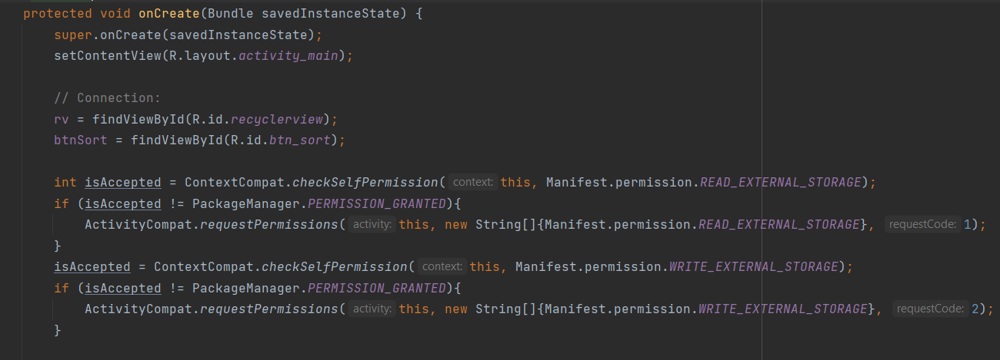 protected void onCreate(Bundle savedInstanceState) {
super.onCreate(savedInstanceState);
setContentView(R.layout.activity_main);
// Connection:
rv = findViewById(R.id.recyclerview);
btnSort = findViewById(R.id.btn_sort);
int isAccepted = ContextCompat.checkSelfPermission( context: this, Manifest.permission.READ_EXTERNAL_STORAGE);
if (isAccepted != PackageManager.PERMISSION_GRANTED){
ActivityCompat.requestPermissions( activity: this, new String[]{Manifest.permission.READ_EXTERNAL_STORAGE}, requestCode: 1);
}
isAccepted = ContextCompat.checkSelfPermission( context: this, Manifest.permission.WRITE_EXTERNAL_STORAGE);
if (isAccepted != PackageManager.PERMISSION_GRANTED){
ActivityCompat.requestPermissions( activity: this, new String[]{Manifest.permission.WRITE_EXTERNAL_STORAGE}, requestCode: 2);
}